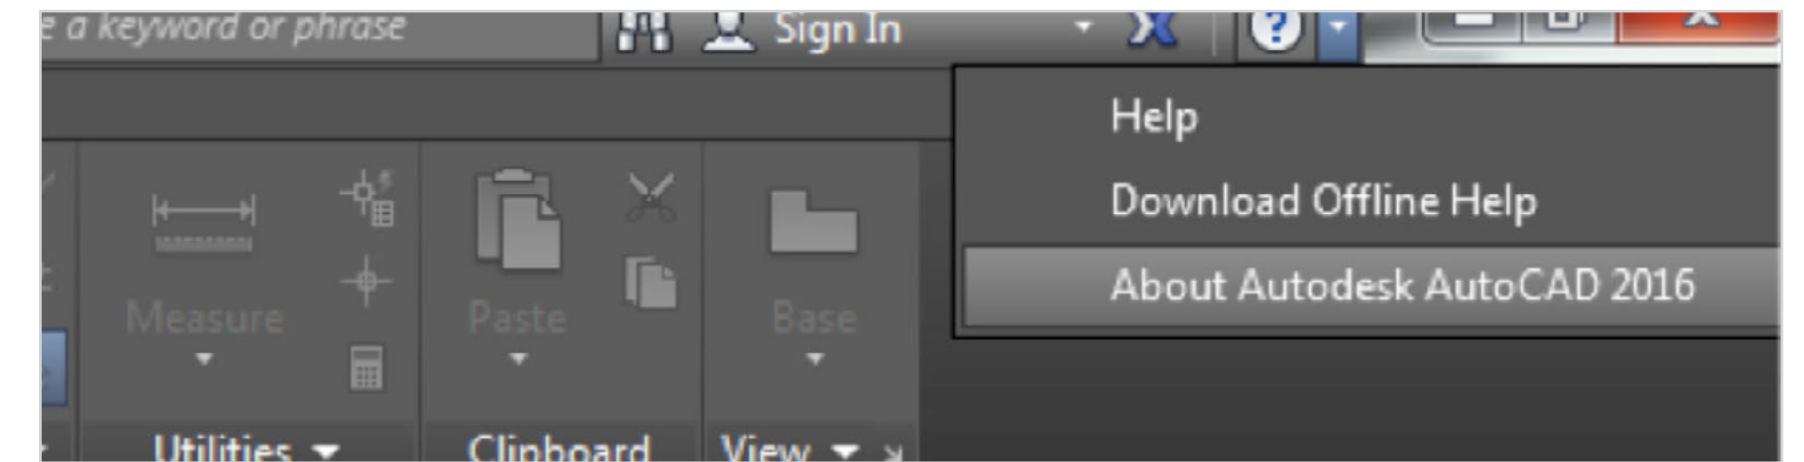 e a keyword or phrase
Sign In
Help
Download Offline Help
About Autodesk AutoCAD 2016
Measure
Paste
Base
Utilities
Clipboard
View